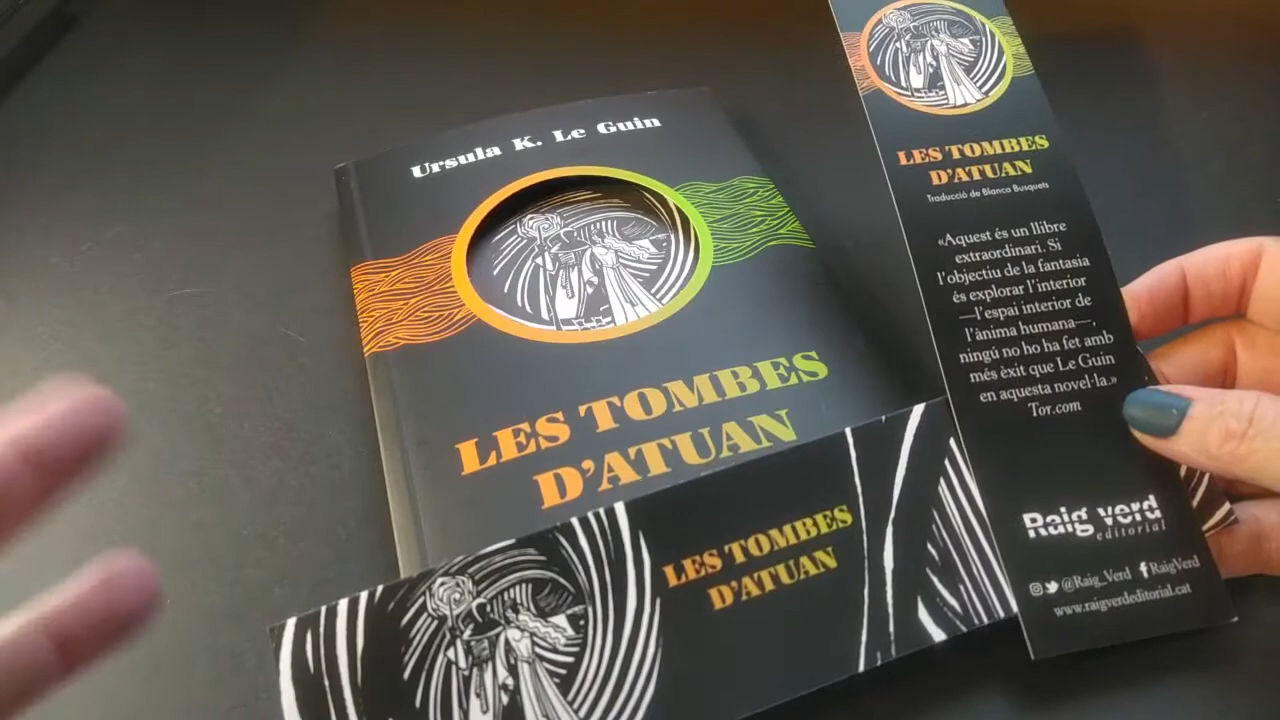 Ursula K. Le Guin
LES TOMBES
D'ATUAN
LES TOMBES
D'ATUAN
LES TOMBES
D'ATUAN
Traducció de Blanca Busquets
«Aquest és un llibre
extraordinari. Si
l'objectiu de la fantasia
és explorar l'interior
—l'espai interior de
l'ànima humana—,
ningú no ho ha fet amb
més èxit que Le Guin
en aquesta novel·la.»
Tor.com
Raig verd
editorial
@Raig_Verd RaigVerd
www.raigverdeditorial.cat